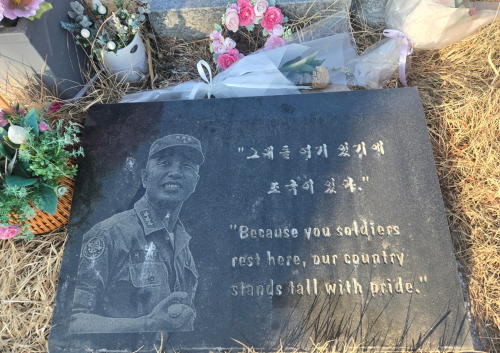 "그대들 여기 있기에
조국이 있다."
"Because you soldiers
rest here, our country
stands tall with pride."